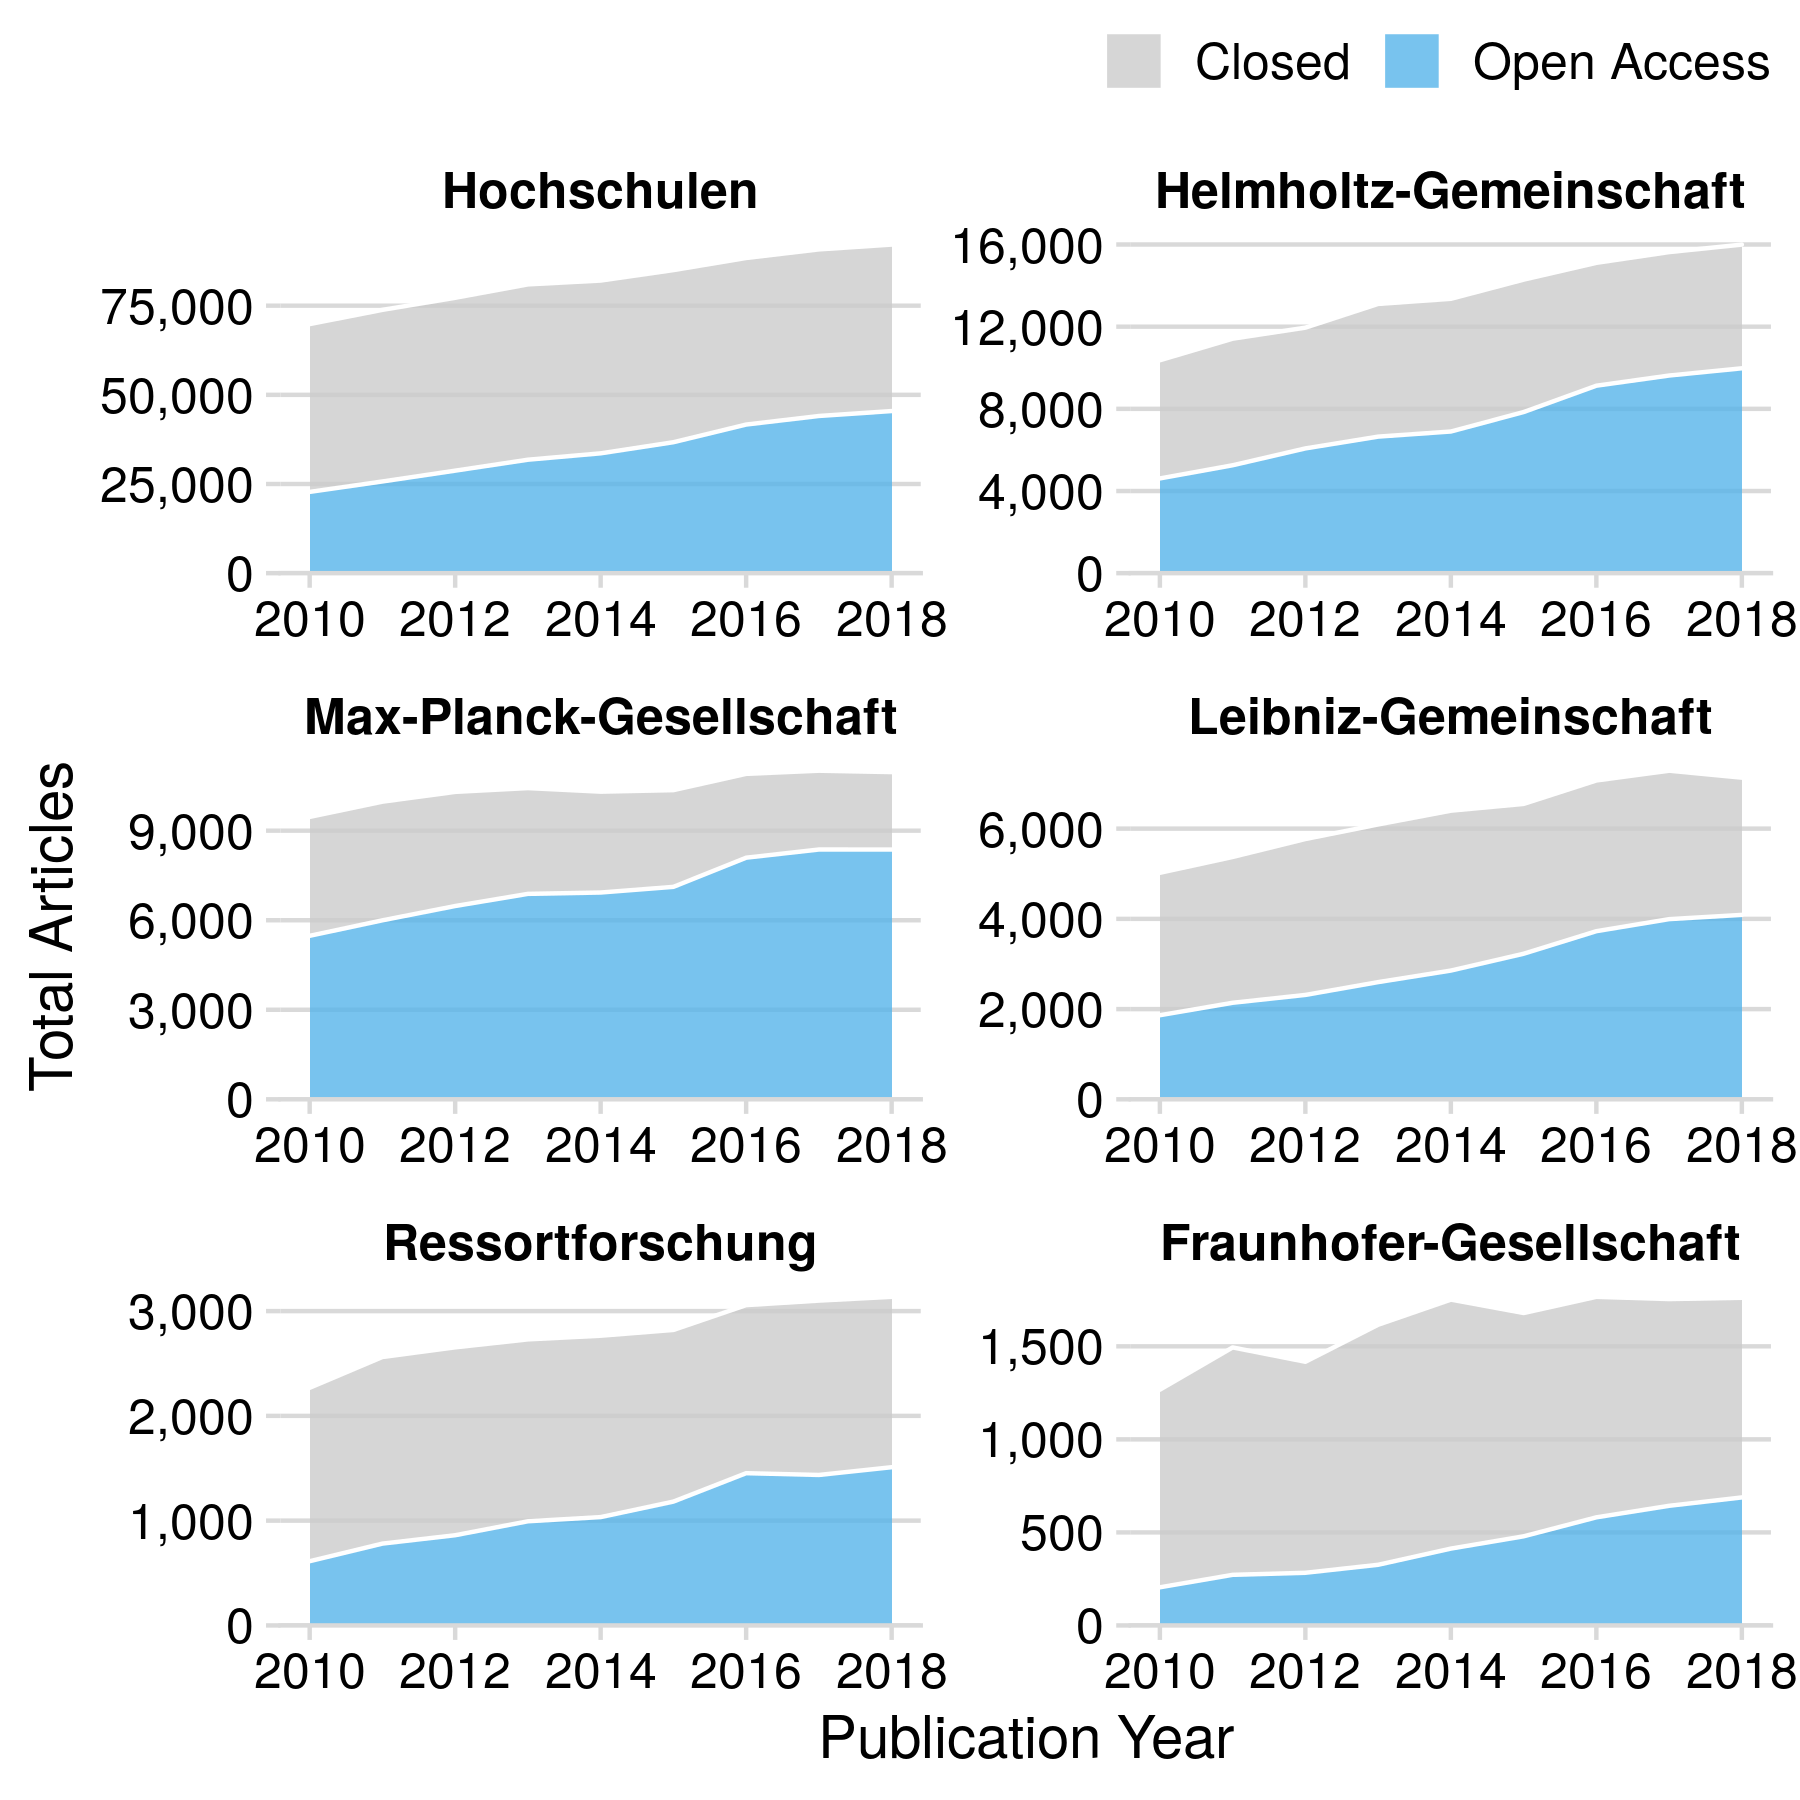 Closed Open Access
Hochschulen
75,000
50,000
25,000
0
2010 2012 2014 2016 2018
Helmholtz-Gemeinschaft
16,000
12,000
8,000
4,000
0
2010 2012 2014 2016 2018
Total Articles
Max-Planck-Gesellschaft
9,000
6,000
3,000
0
2010 2012 2014 2016 2018
Leibniz-Gemeinschaft
6,000
4,000
2,000
0
2010 2012 2014 2016 2018
Ressortforschung
3,000
2,000
1,000
0
2010 2012 2014 2016 2018
Fraunhofer-Gesellschaft
1,500
1,000
500
0
2010 2012 2014 2016 2018
Publication Year